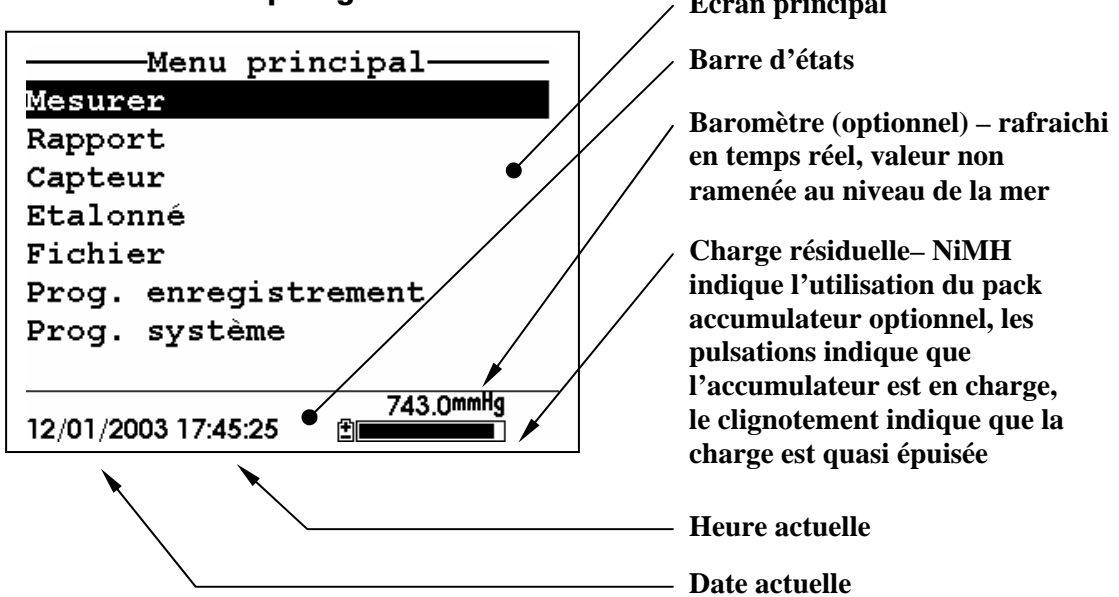 Ecran principal
Menu principal
Mesurer
Rapport
Capteur
Etalonné
Fichier
Prog. enregistrement
Prog. système
743.0mmHg
12/01/2003 17:45:25
Barre d’états
Baromètre (optionnel) – rafraichi
en temps réel, valeur non
ramenée au niveau de la mer
Charge résiduelle– NiMH
indique l’utilisation du pack
accumulateur optionnel, les
pulsations indique que
l’accumulateur est en charge,
le clignotement indique que la
charge est quasi épuisée
Heure actuelle
Date actuelle